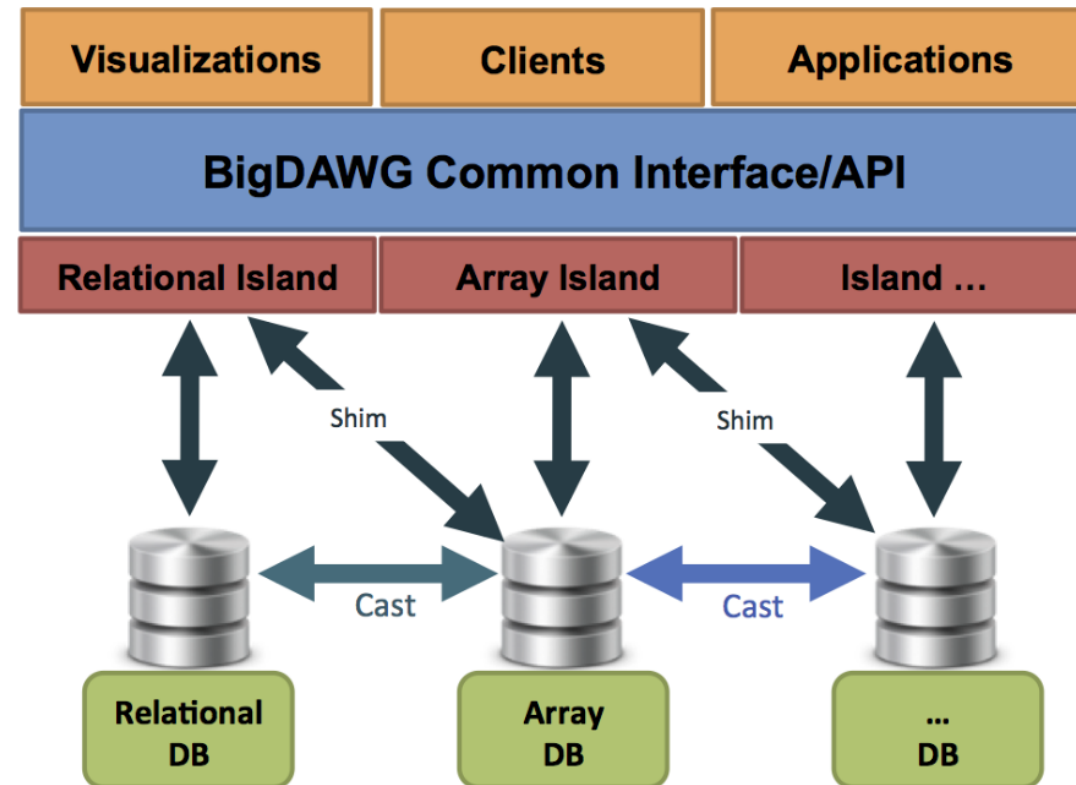 Visualizations
Clients
Applications
BigDAWG Common Interface/API
Relational Island
Array Island
Island …
Shim
Shim
Cast
Cast
Relational
DB
Array
DB
...
DB